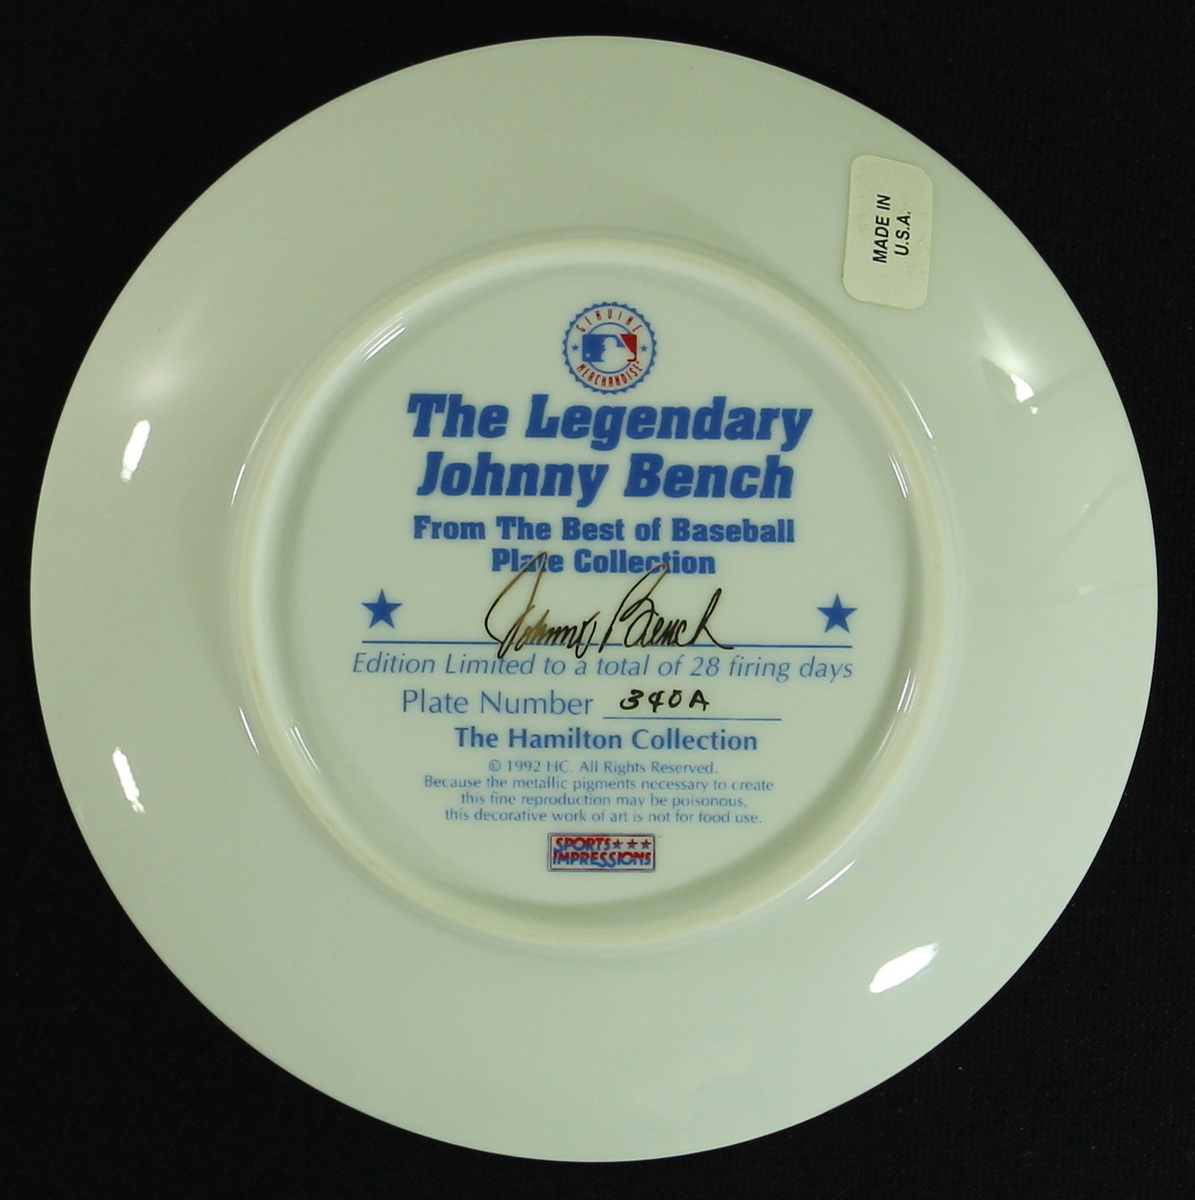 MADE IN
U.S.A.
GENUINE
MERCHANDISE
The Legendary
Johnny Bench
From The Best of Baseball
Plate Collection
Johnny Bench
Edition Limited to a total of 28 firing days
Plate Number 340A
The Hamilton Collection
© 1992 HC. All Rights Reserved.
Because the metallic pigments necessary to create
this fine reproduction may be poisonous,
this decorative work of art is not for food use.
SPORTS
IMPRESSIONS